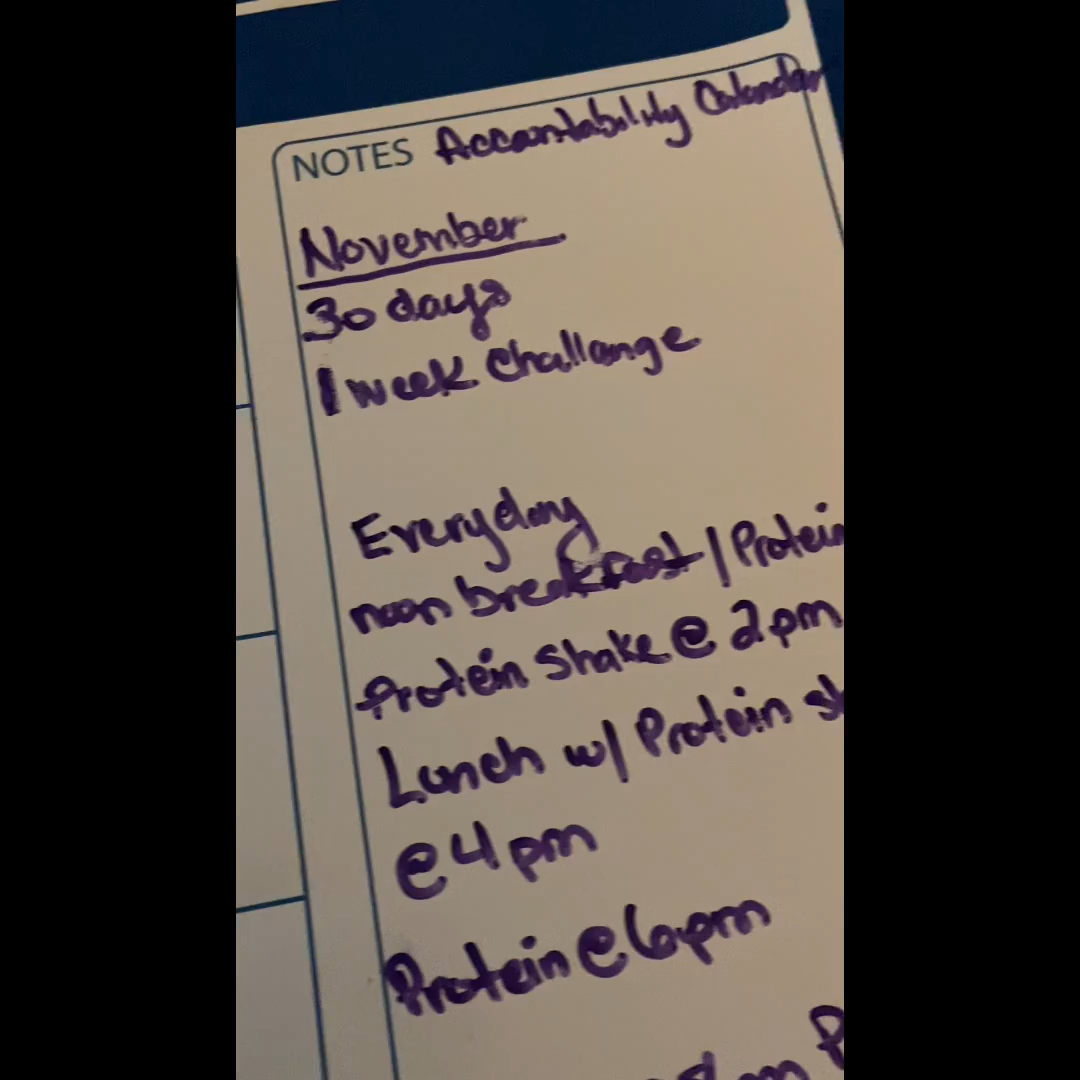 NOTES Accountability Calendar
November
30 days
1 week Challange
Everyday
noon breakfast / Protein
Protein Shake @ 2pm
Lunch w/ Protein
@ 4pm
Protein @ 6pm